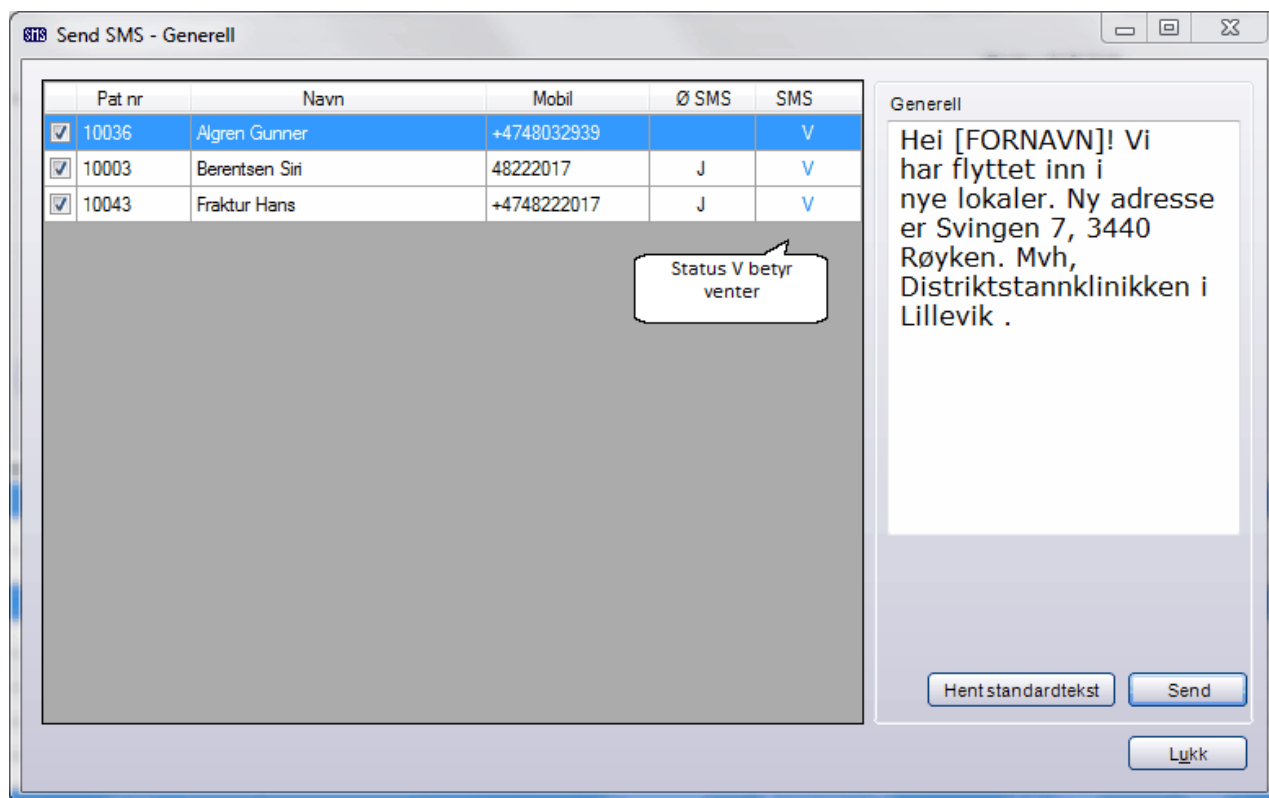 SMS Send SMS - Generell
Pat nr Navn Mobil Ø SMS SMS
10036 Algren Gunner +4748032939 V
10003 Berentsen Siri 48222017 J V
10043 Fraktur Hans +4748222017 J V
Status V betyr
venter
Generell
Hei [FORNAVN]! Vi
har flyttet inn i
nye lokaler. Ny adresse
er Svingen 7, 3440
Røyken. Mvh,
Distriktstannklinikken i
Lillevik .
Hent standardtekst Send
Lukk